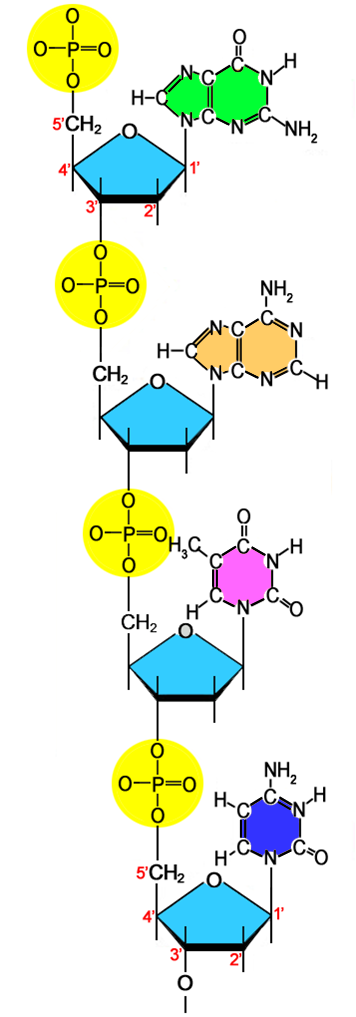 O O
P=O
O
O
N C N H
H-C C
N C N C NH₂
5' CH₂
O
4' 1'
3' 2'
O
O-P=O
O
NH₂
N C C N
H-C
N C N C H
CH₂
O
O
O-P=O
O
O
H₃C C N-H
C
H C N C O
CH₂
O
O
O-P=O
O
NH₂
H C C N H
H C N C O
5' CH₂
O
4' 1'
3' 2'
O